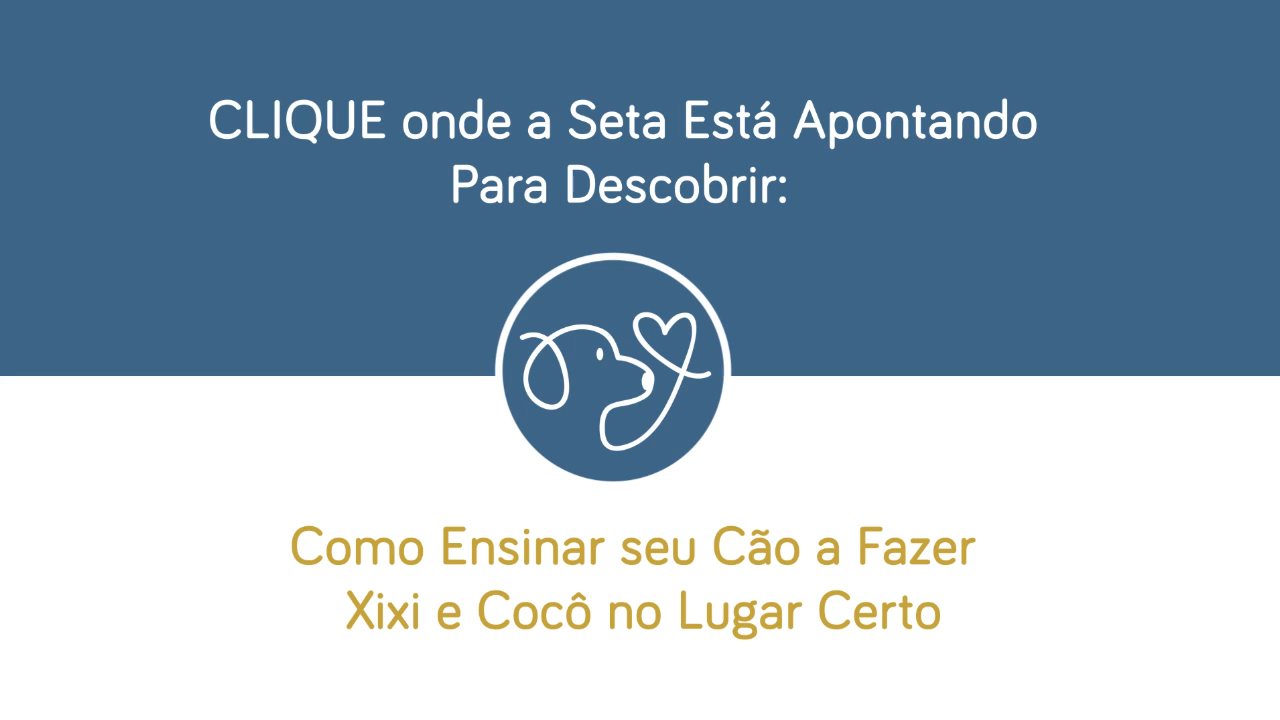 CLIQUE onde a Seta Está Apontando
Para Descobrir:
Como Ensinar seu Cão a Fazer
Xixi e Cocô no Lugar Certo